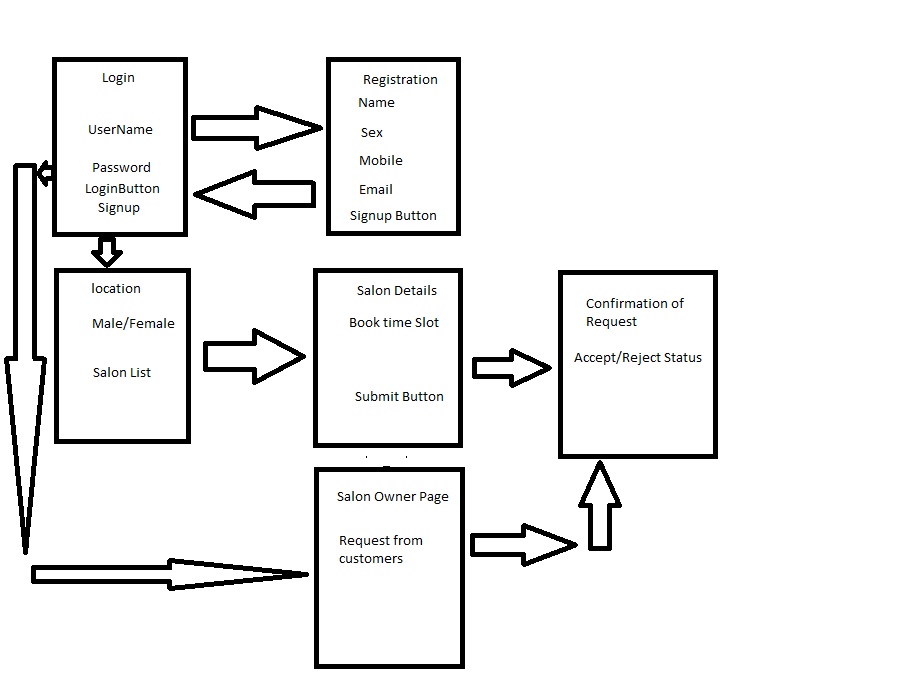 Login
UserName
Password
LoginButton
Signup
Registration
Name
Sex
Mobile
Email
Signup Button
location
Male/Female
Salon List
Salon Details
Book time Slot
Submit Button
Confirmation of
Request
Accept/Reject Status
Salon Owner Page
Request from
customers